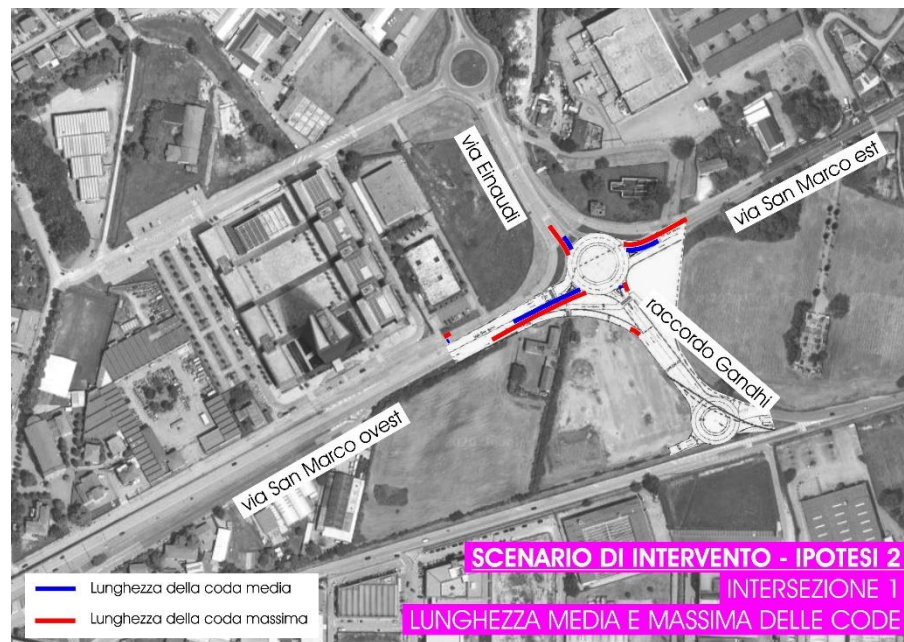 via Einaudi
via San Marco est
raccordo Gandhi
via San Marco ovest
SCENARIO DI INTERVENTO - IPOTESI 2
INTERSEZIONE 1
LUNGHEZZA MEDIA E MASSIMA DELLE CODE
Lunghezza della coda media
Lunghezza della coda massima